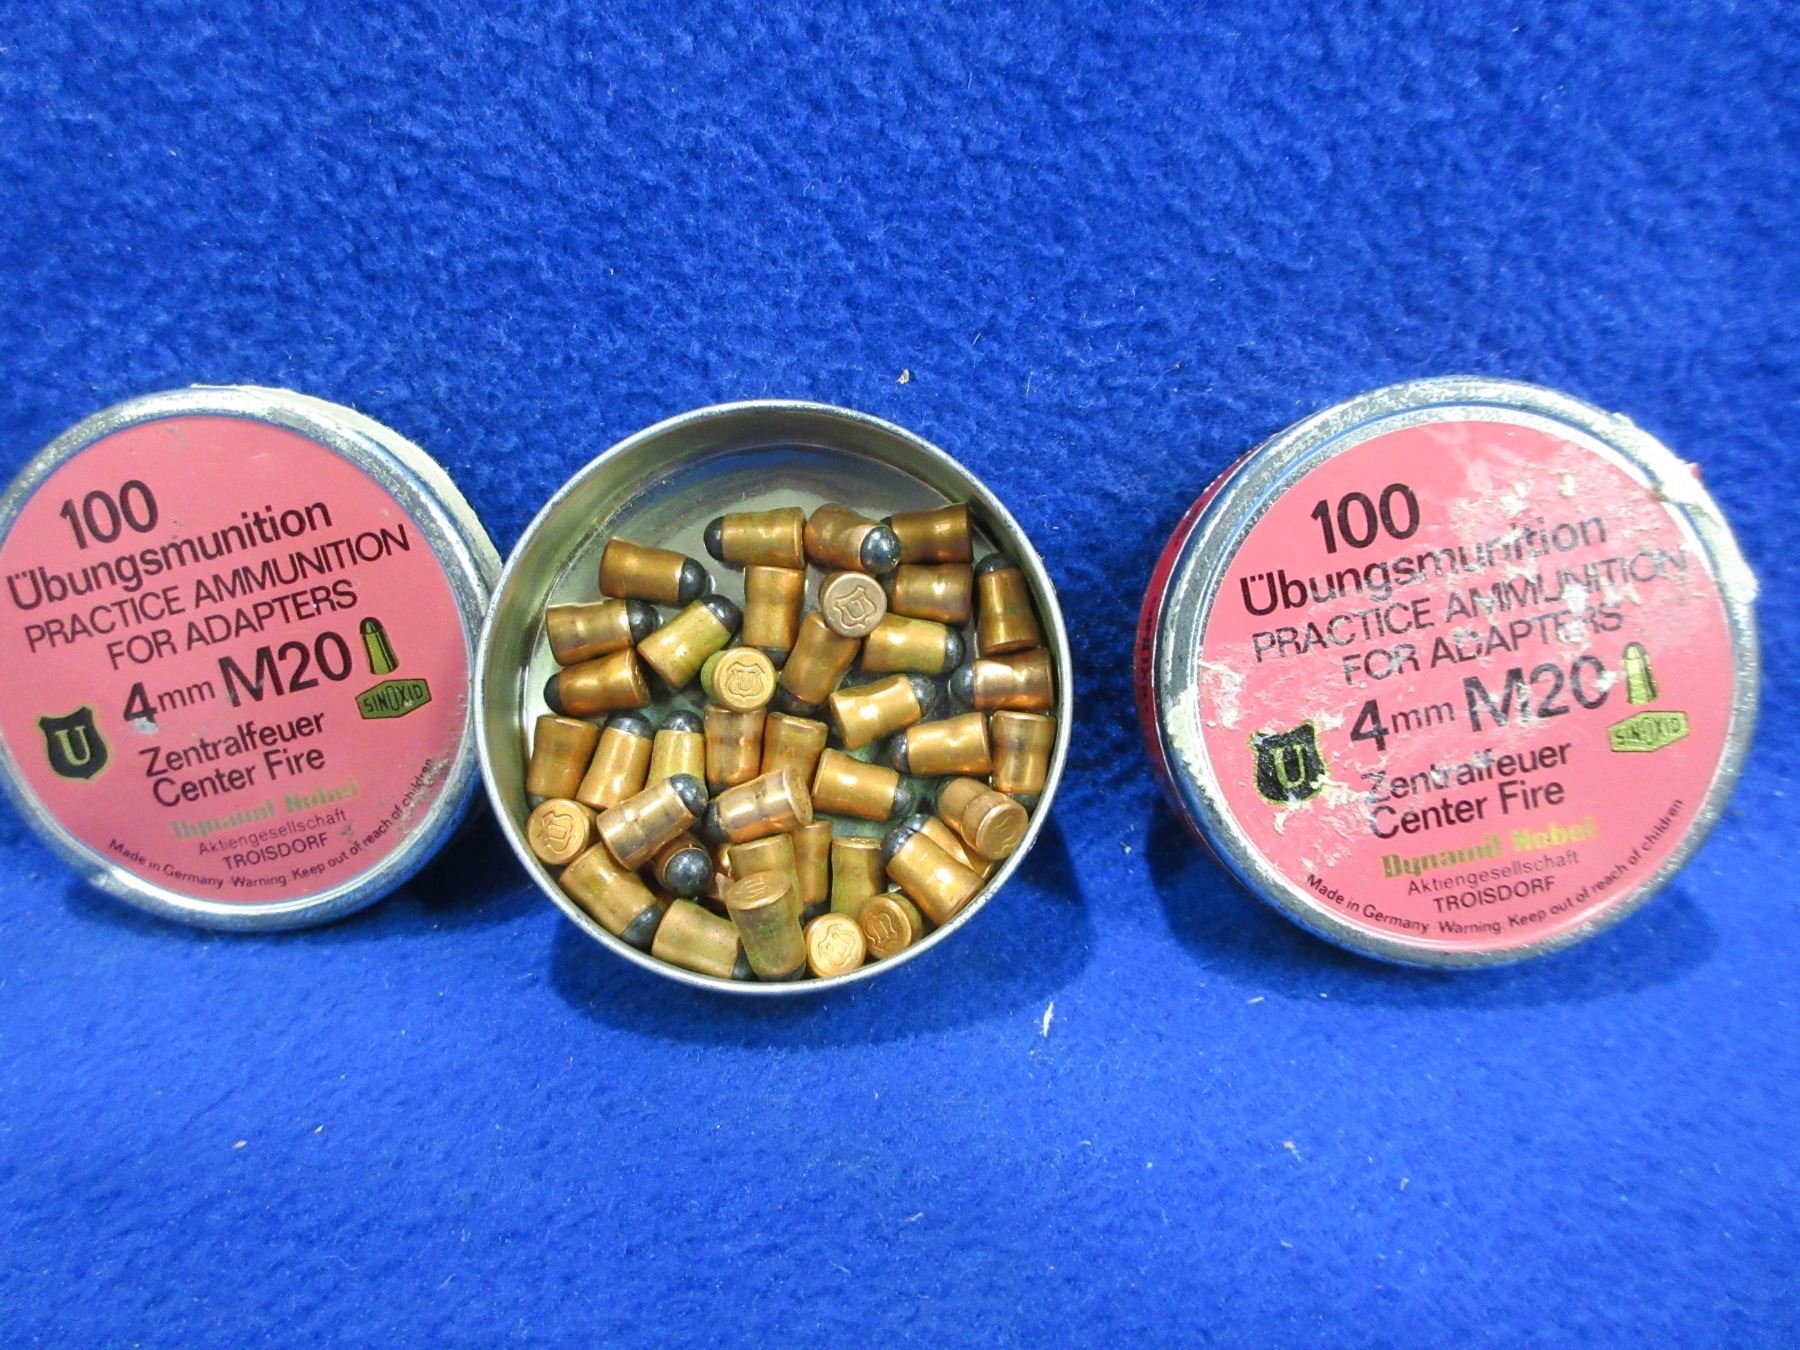 100
Übungsmunition
PRACTICE AMMUNITION
FOR ADAPTERS
4mm M20
SINOXID
U
Zentralfeuer
Center Fire
Dynamit Nobel
Aktiengesellschaft
TROISDORF
Made in Germany · Warning: Keep out of reach of children
U
U
100
Übungsmunition
PRACTICE AMMUNITION
FOR ADAPTERS
4mm M20
SINOXID
U
Zentralfeuer
Center Fire
Dynamit Nobel
Aktiengesellschaft
TROISDORF
Made in Germany · Warning: Keep out of reach of children